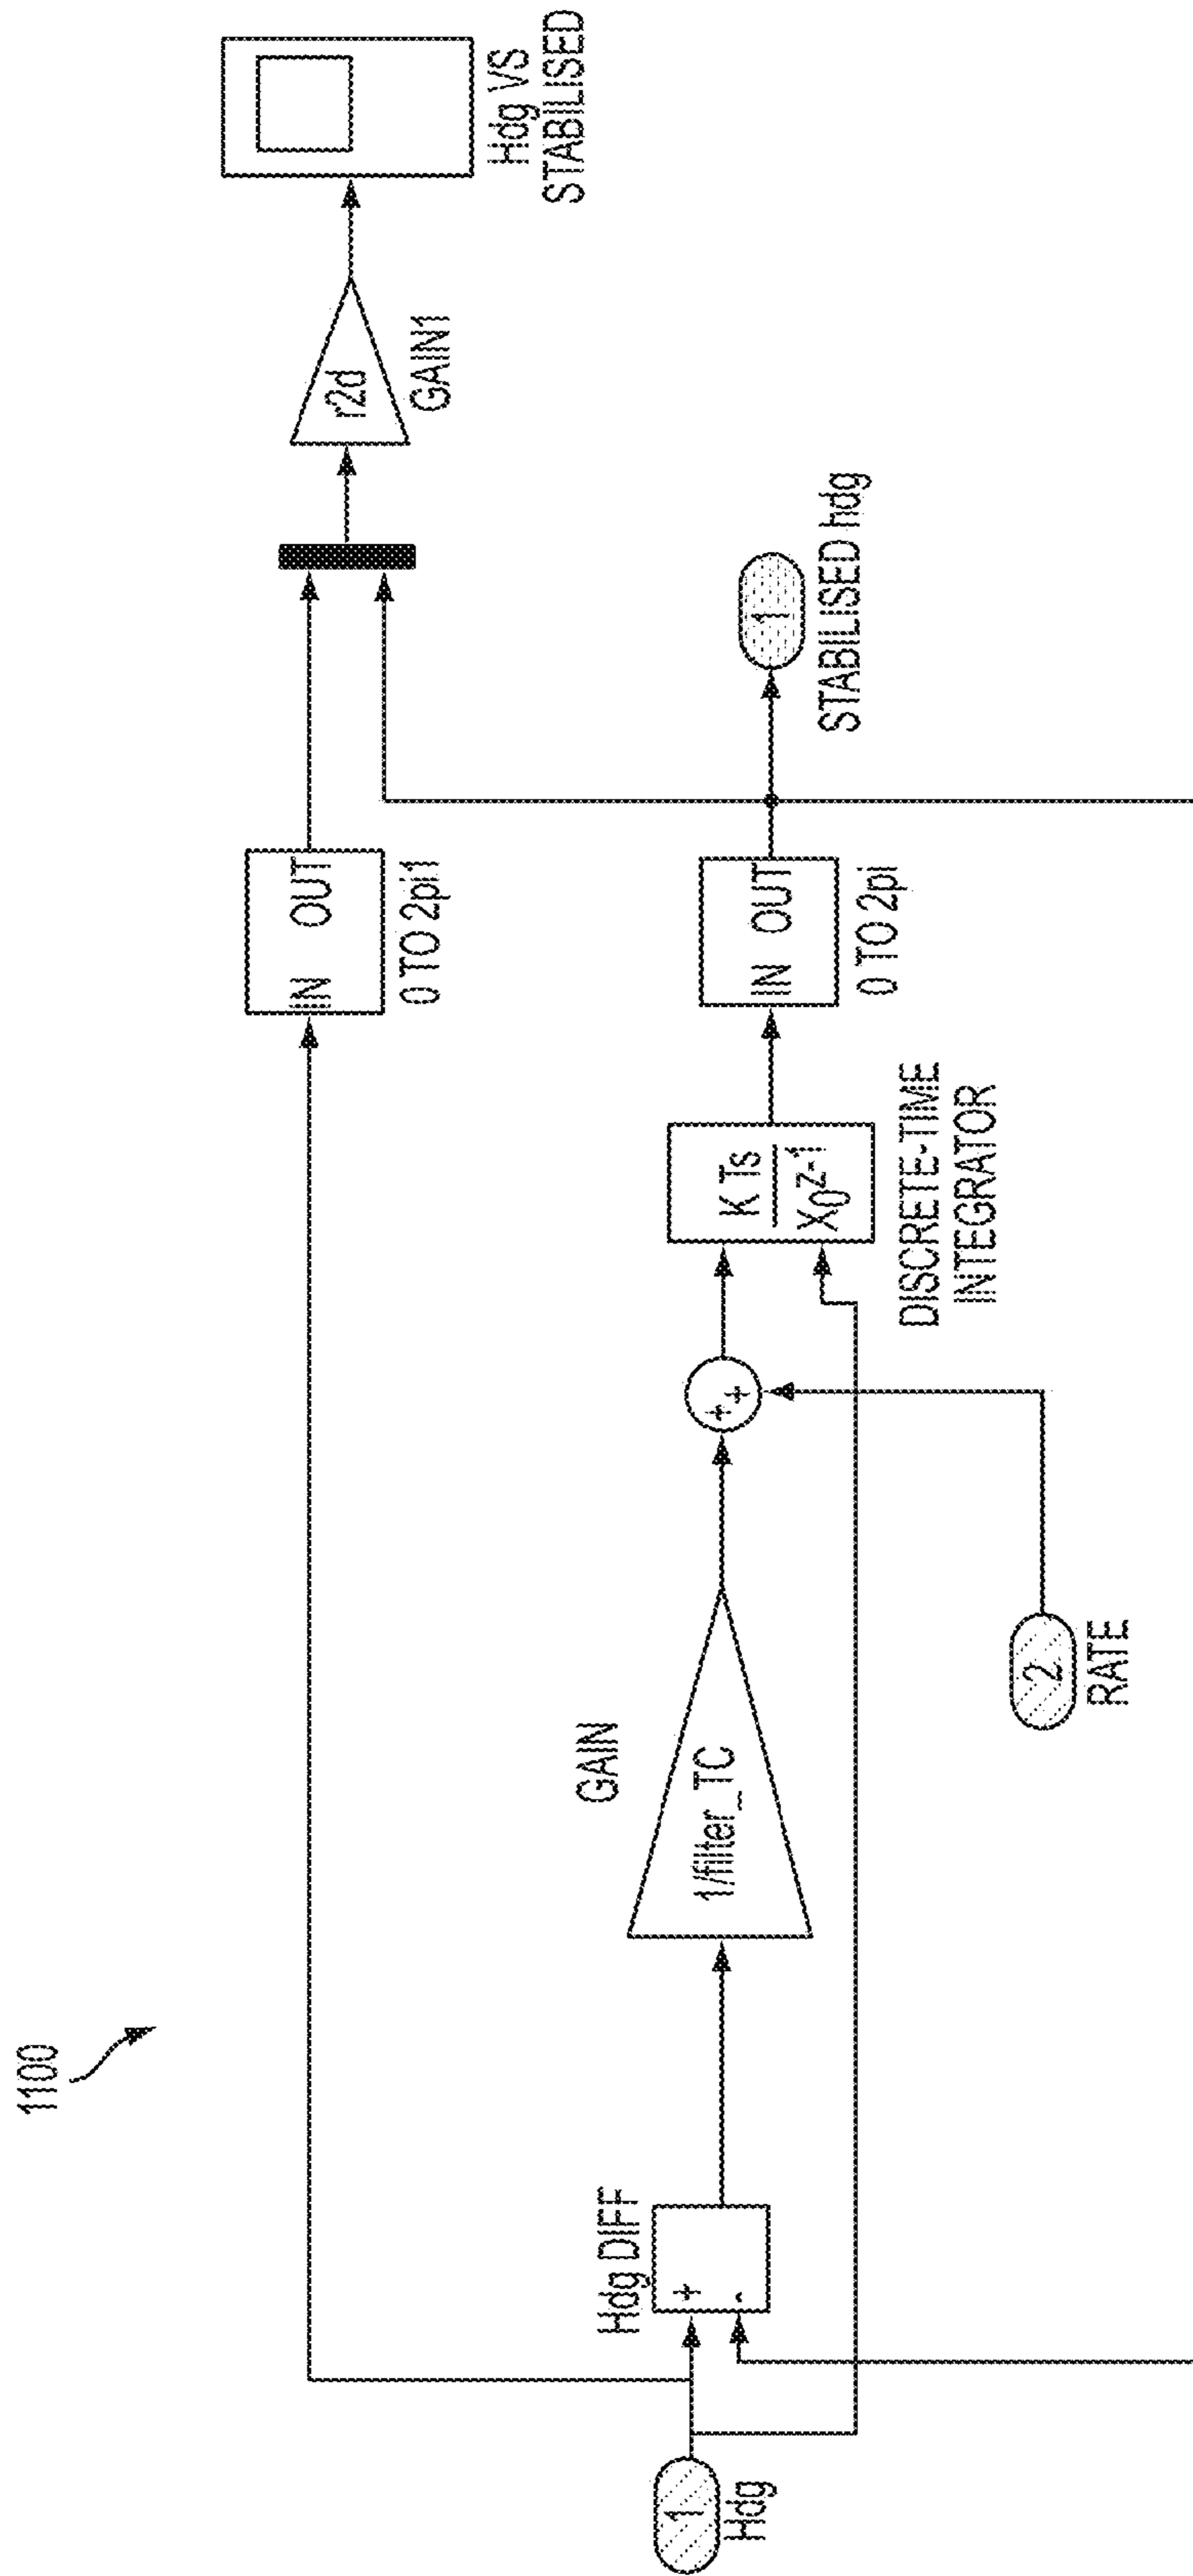 1100
Hdg VS
STABILISED
r2d
GAIN1
IN OUT
0 TO 2pi1
1
Hdg
Hdg DIFF
+
-
GAIN
1/filter_TC
+
+
2
RATE
K Ts
X0 z-1
DISCRETE-TIME
INTEGRATOR
IN OUT
0 TO 2pi
1
STABILISED hdg